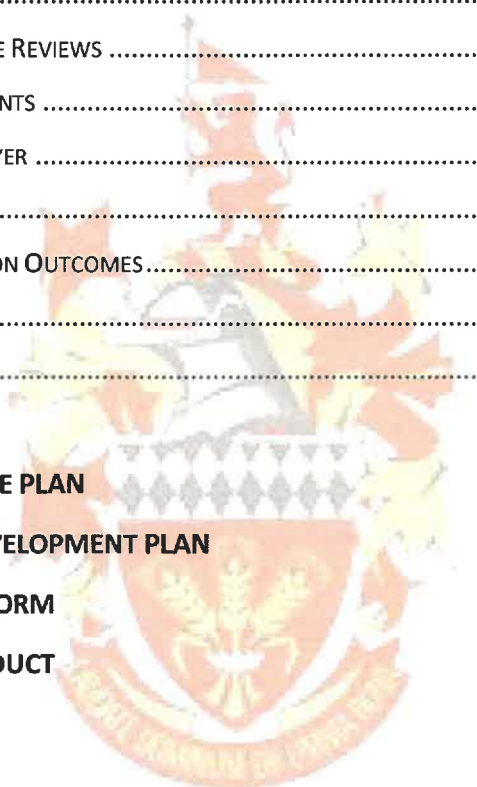 E REVIEWS ..........................................................
NTS ..........................................................
YER ..........................................................
..........................................................
ON OUTCOMES ..........................................................
..........................................................
..........................................................
E PLAN
VELOPMENT PLAN
ORM
DUCT